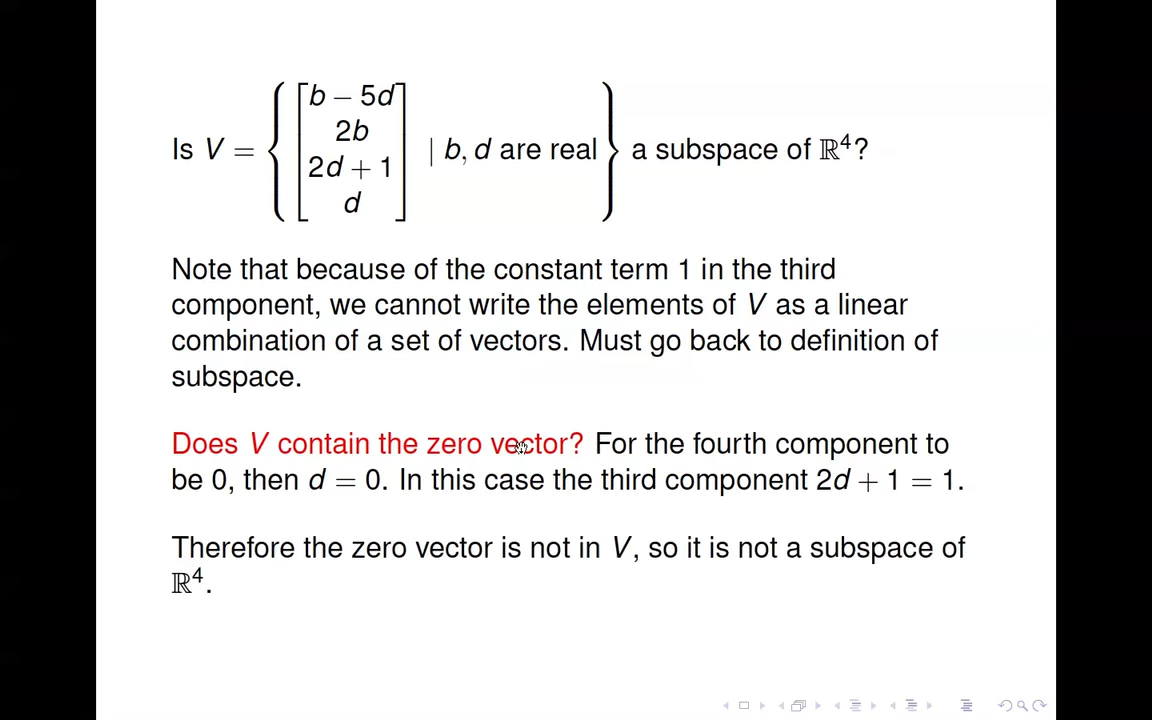 Is V = { [ b − 5d
2b
2d + 1
d ] | b, d are real } a subspace of ℝ⁴?
Note that because of the constant term 1 in the third
component, we cannot write the elements of V as a linear
combination of a set of vectors. Must go back to definition of
subspace.
Does V contain the zero vector? For the fourth component to
be 0, then d = 0. In this case the third component 2d + 1 = 1.
Therefore the zero vector is not in V, so it is not a subspace of
ℝ⁴.